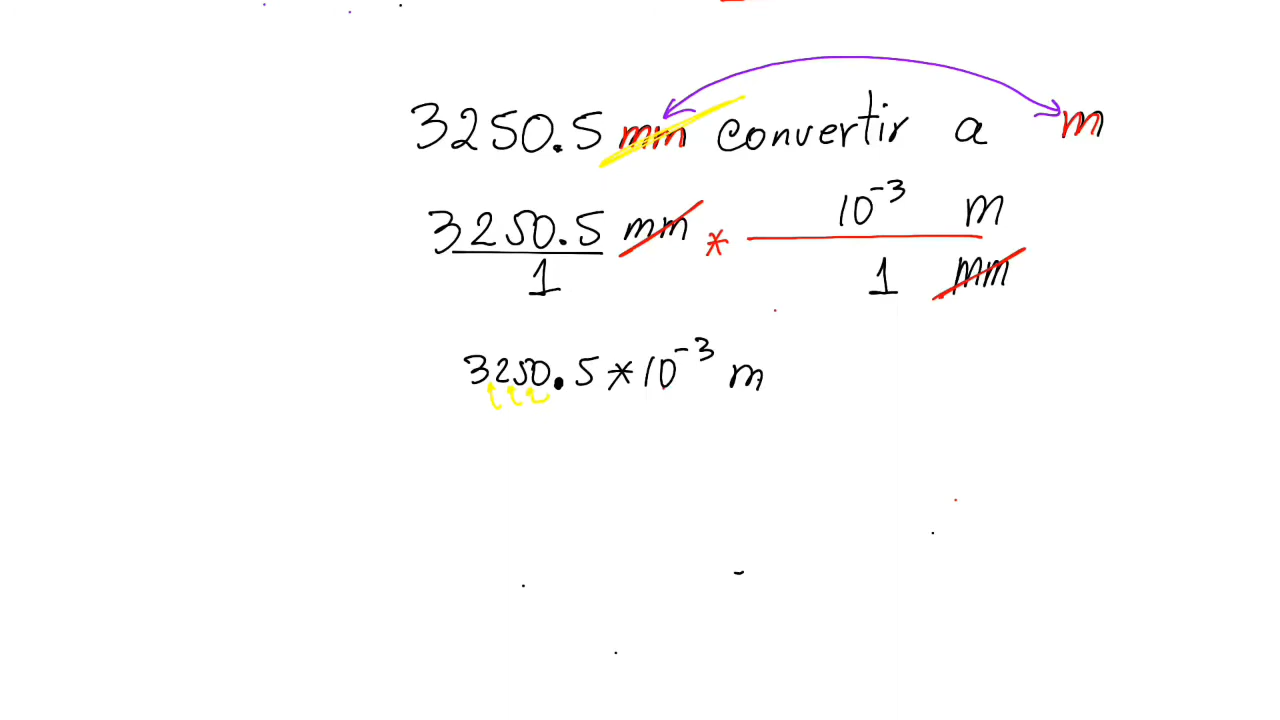 3250.5 mm convertir a m
3250.5 mm * 10⁻³ m
1 1 mm
3250.5 * 10⁻³ m